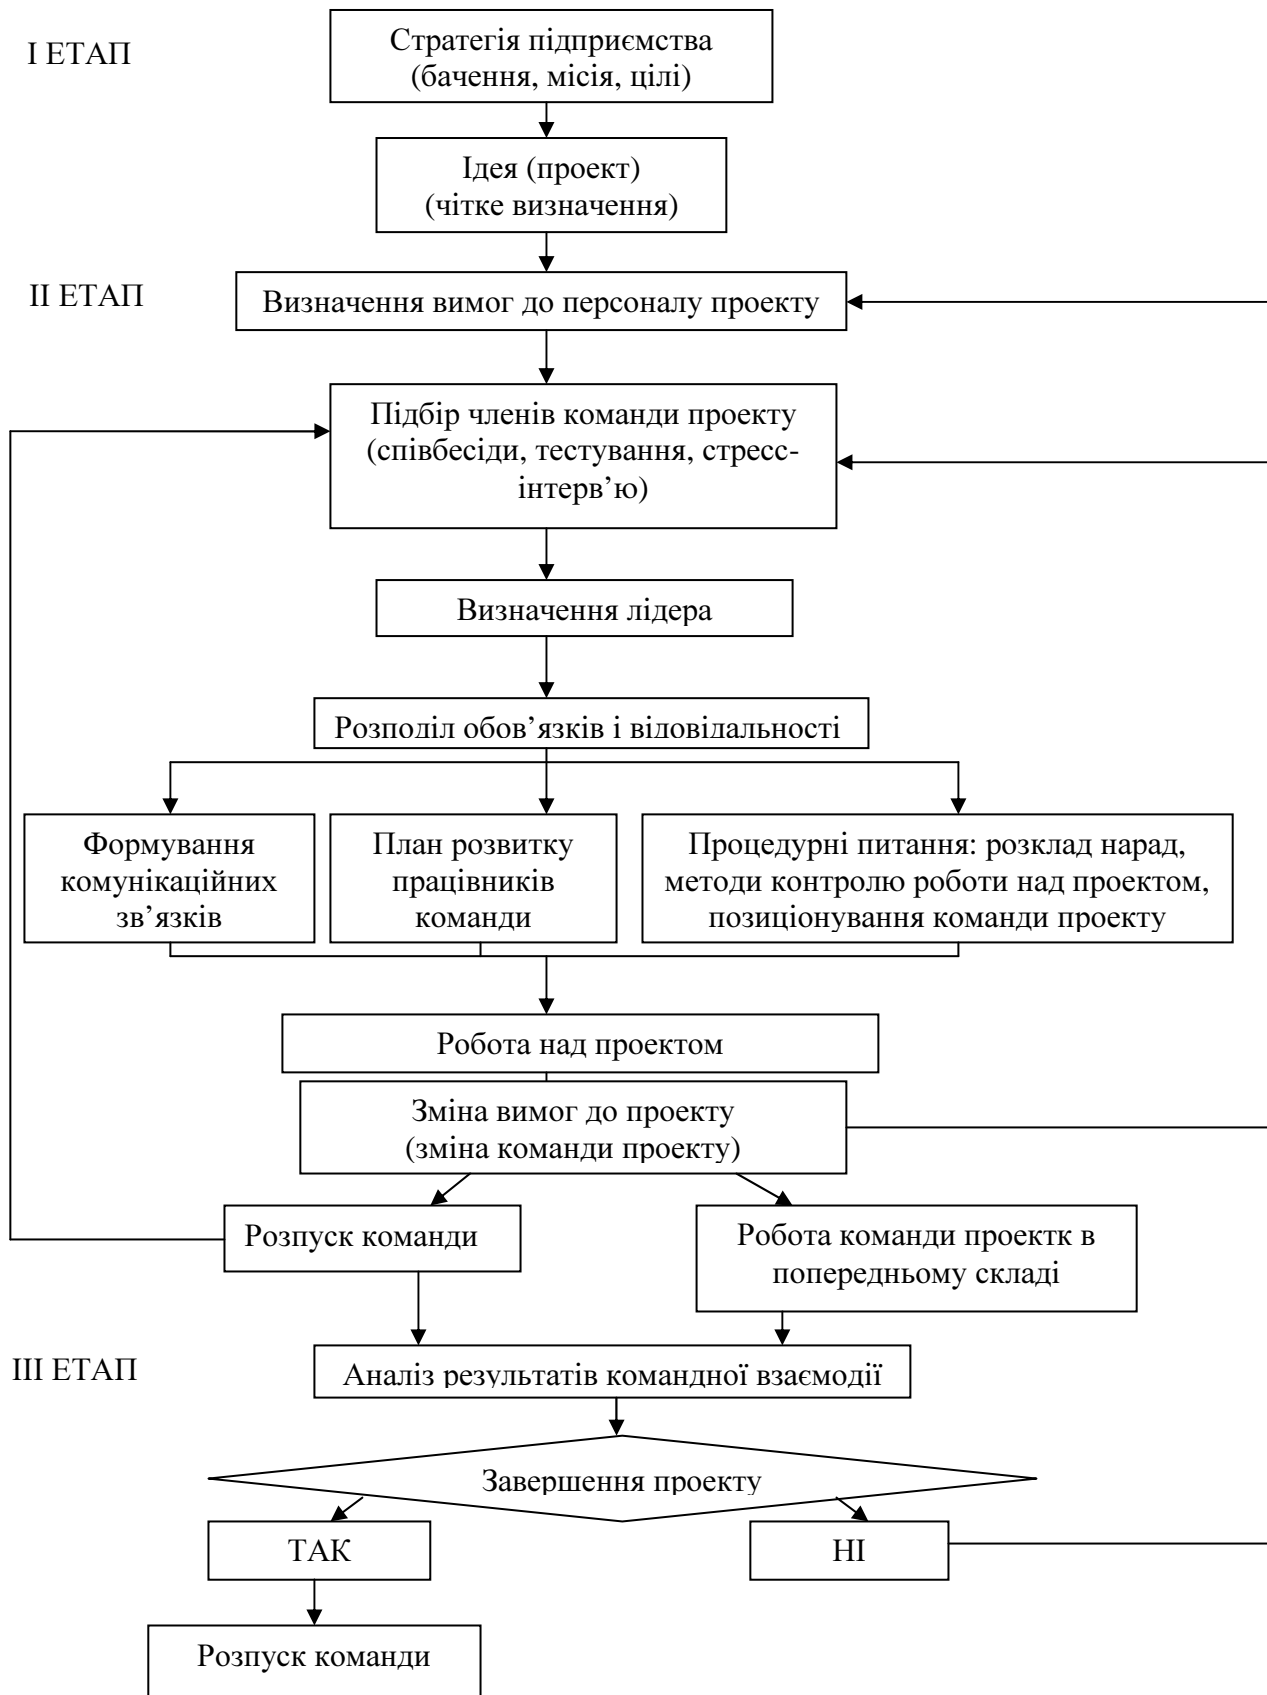 І ЕТАП
Стратегія підприємства
(бачення, місія, цілі)
Ідея (проект)
(чітке визначення)
ІІ ЕТАП
Визначення вимог до персоналу проекту
Підбір членів команди проекту
(співбесіди, тестування, стресс-
інтерв’ю)
Визначення лідера
Розподіл обов’язків і відовідальності
Формування
комунікаційних
зв’язків
План розвитку
працівників
команди
Процедурні питання: розклад нарад,
методи контролю роботи над проектом,
позиціонування команди проекту
Робота над проектом
Зміна вимог до проекту
(зміна команди проекту)
Розпуск команди
Робота команди проектк в
попередньому складі
ІІІ ЕТАП
Аналіз результатів командної взаємодії
Завершення проекту
ТАК
НІ
Розпуск команди